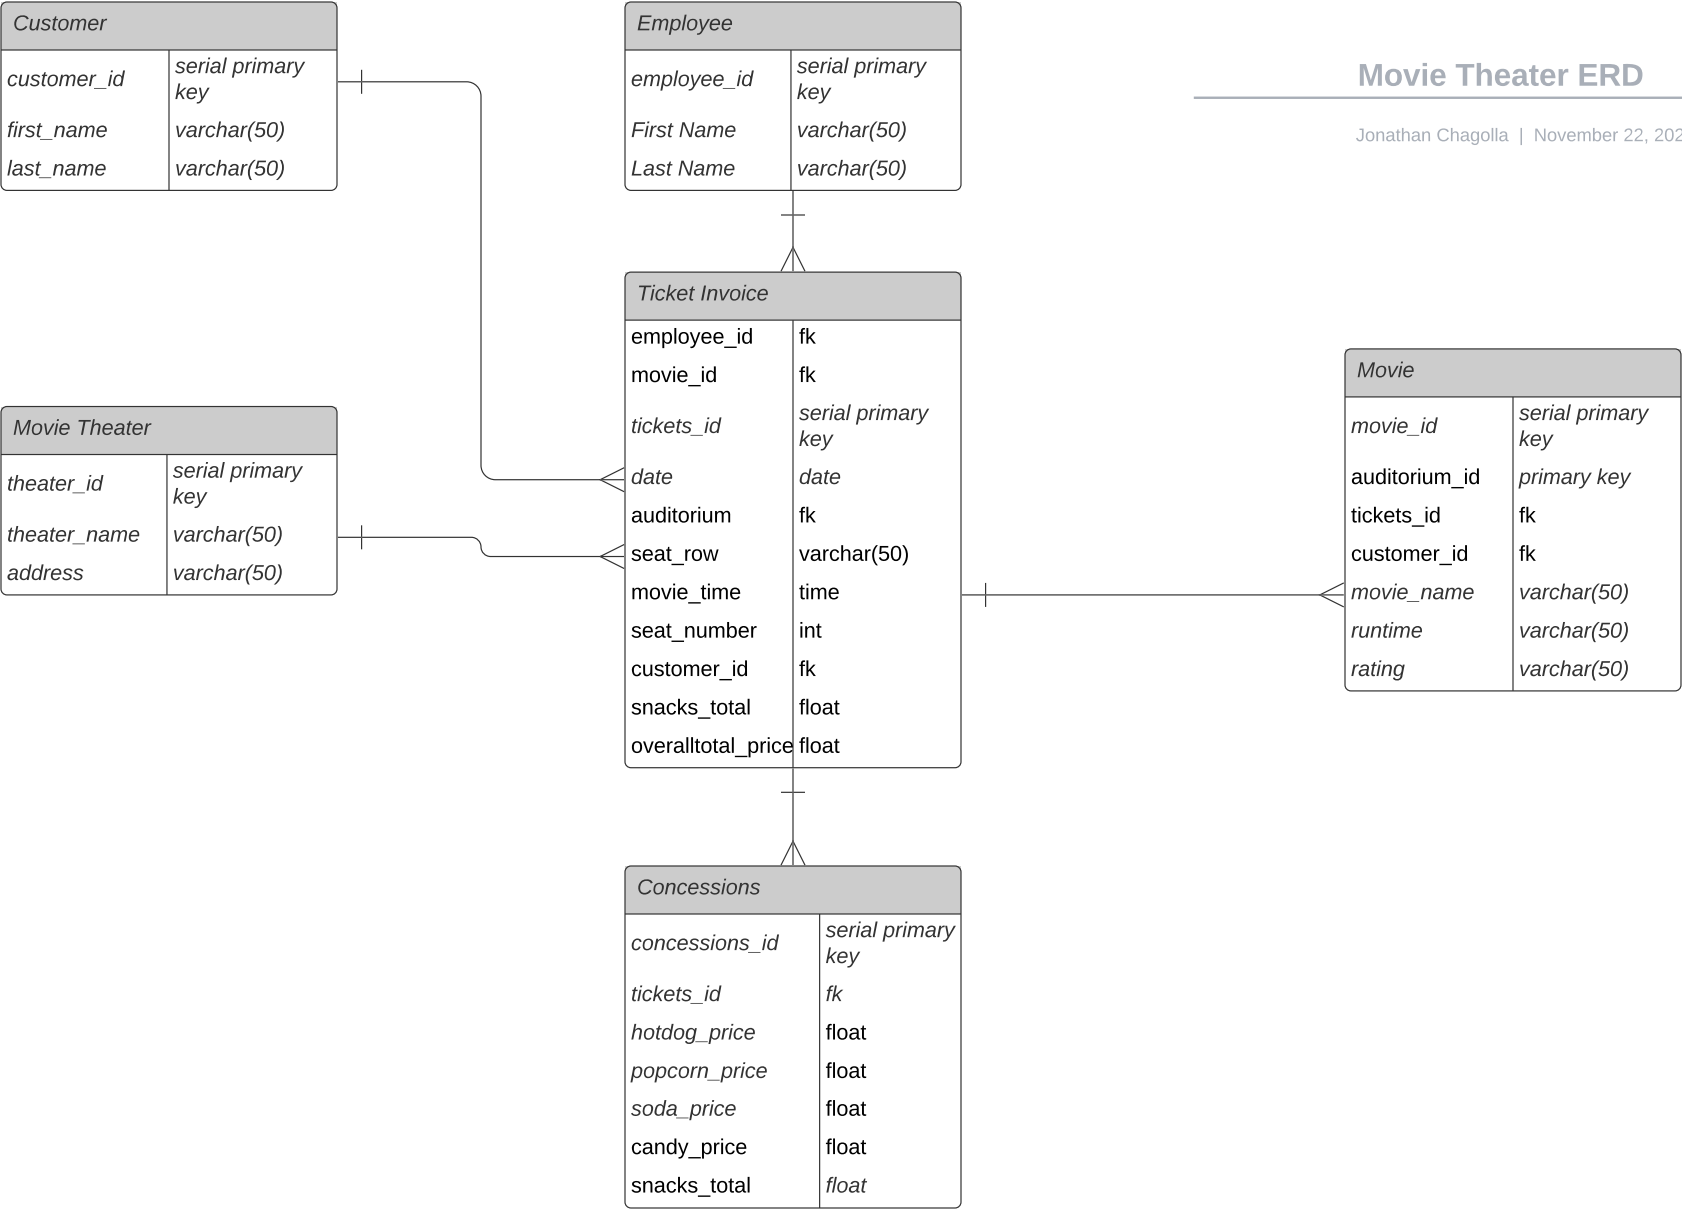 Customer
customer_id serial primary
key
first_name varchar(50)
last_name varchar(50)
Employee
employee_id serial primary
key
First Name varchar(50)
Last Name varchar(50)
Movie Theater ERD
Jonathan Chagolla | November 22, 202
Ticket Invoice
employee_id fk
movie_id fk
tickets_id serial primary
key
date date
auditorium fk
seat_row varchar(50)
movie_time time
seat_number int
customer_id fk
snacks_total float
overalltotal_price float
Movie Theater
theater_id serial primary
key
theater_name varchar(50)
address varchar(50)
Movie
movie_id serial primary
key
auditorium_id primary key
tickets_id fk
customer_id fk
movie_name varchar(50)
runtime varchar(50)
rating varchar(50)
Concessions
concessions_id serial primary
key
tickets_id fk
hotdog_price float
popcorn_price float
soda_price float
candy_price float
snacks_total float